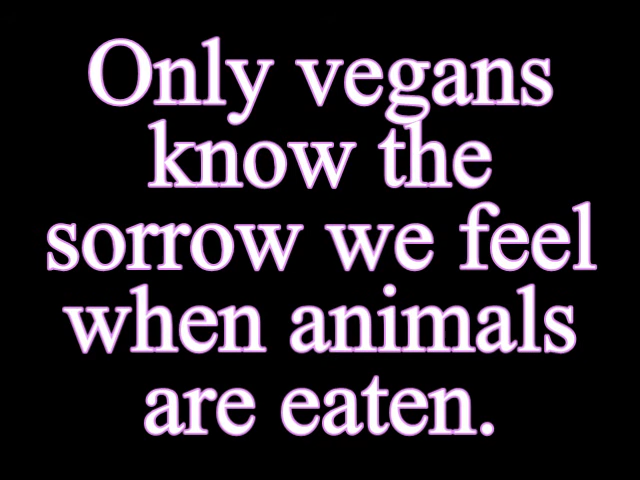 Only vegans
know the
sorrow we feel
when animals
are eaten.